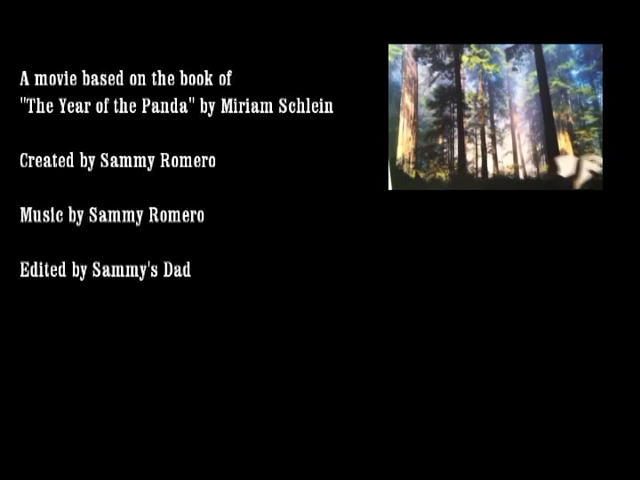 A movie based on the book of
"The Year of the Panda" by Miriam Schlein
Created by Sammy Romero
Music by Sammy Romero
Edited by Sammy's Dad